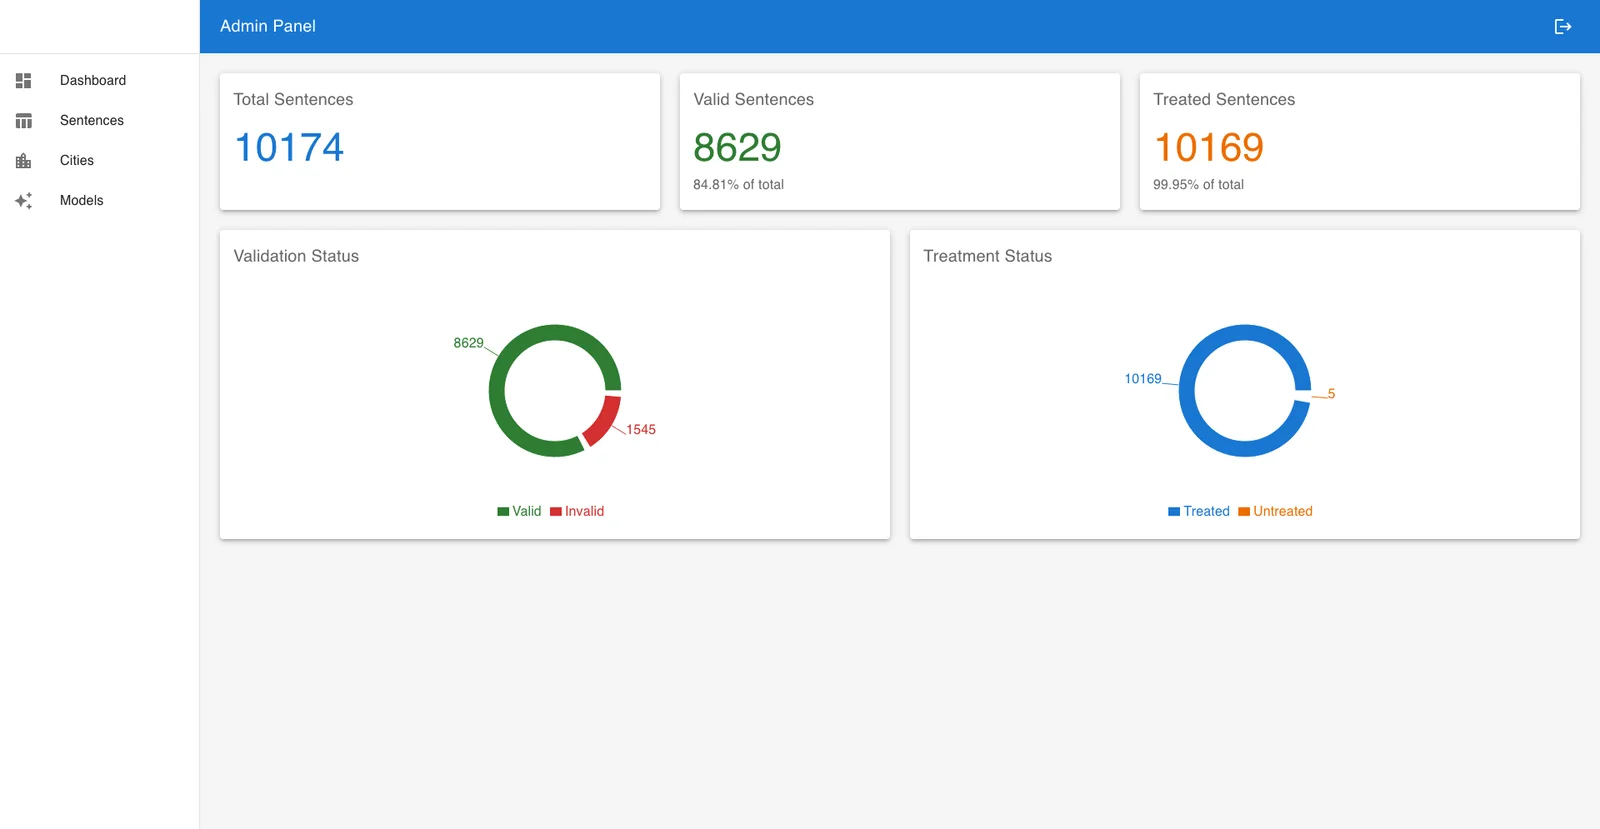 Admin Panel
Dashboard
Sentences
Cities
Models
Total Sentences
10174
Valid Sentences
8629
84.81% of total
Treated Sentences
10169
99.95% of total
Validation Status
8629
1545
Valid Invalid
Treatment Status
10169
5
Treated Untreated